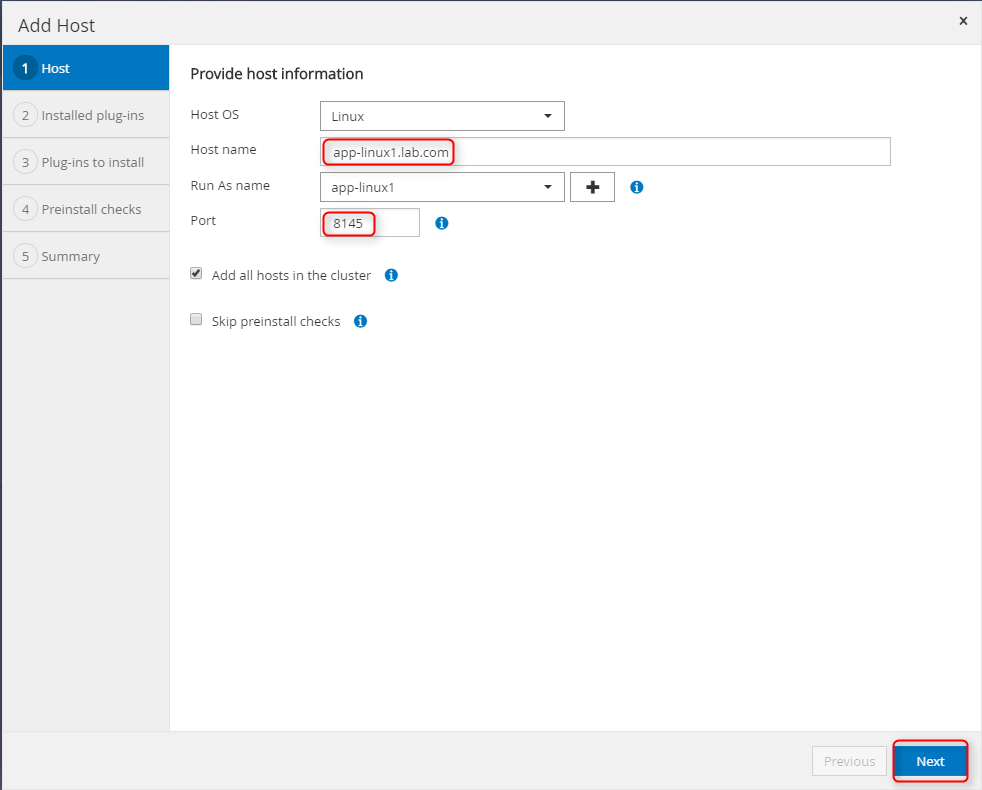 Add Host
×
1 Host
2 Installed plug-ins
3 Plug-ins to install
4 Preinstall checks
5 Summary
Provide host information
Host OS Linux
Host name app-linux1.lab.com
Run As name app-linux1
Port 8145
Add all hosts in the cluster
Skip preinstall checks
Previous Next